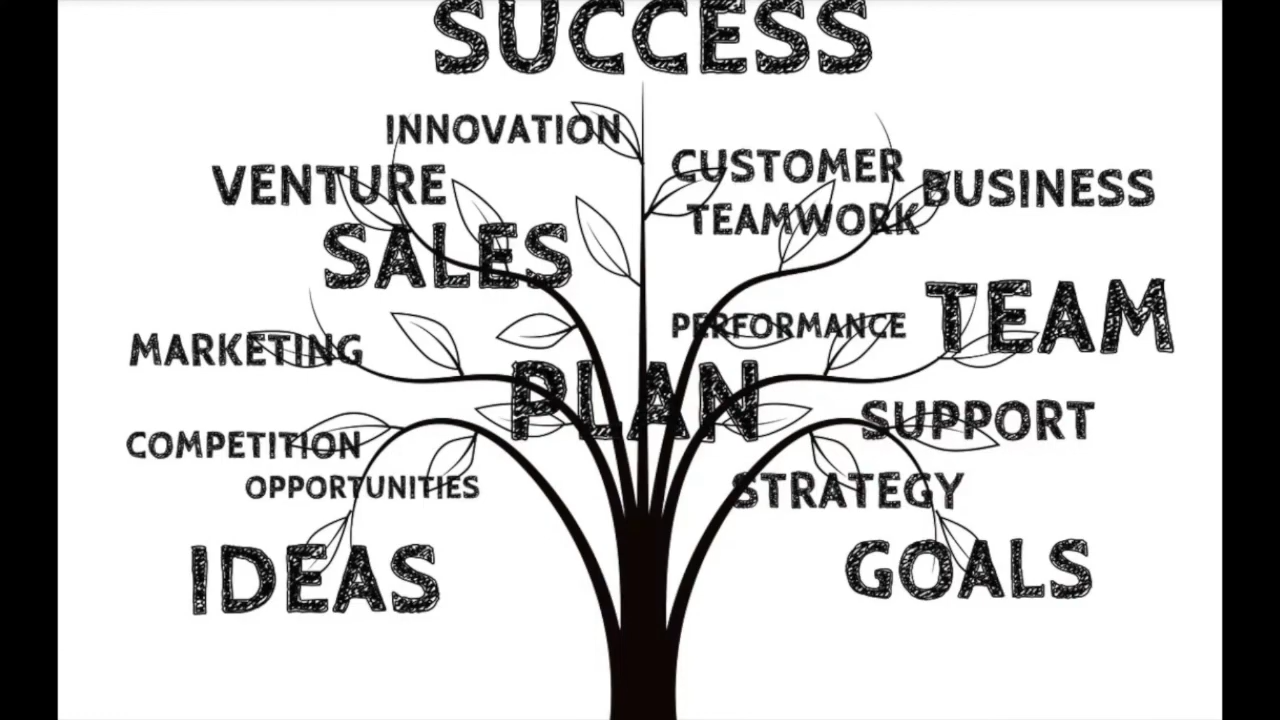 SUCCESS
INNOVATION
CUSTOMER
VENTURE
BUSINESS
TEAMWORK
SALES
TEAM
PERFORMANCE
MARKETING
PLAN
SUPPORT
COMPETITION
OPPORTUNITIES
STRATEGY
IDEAS
GOALS